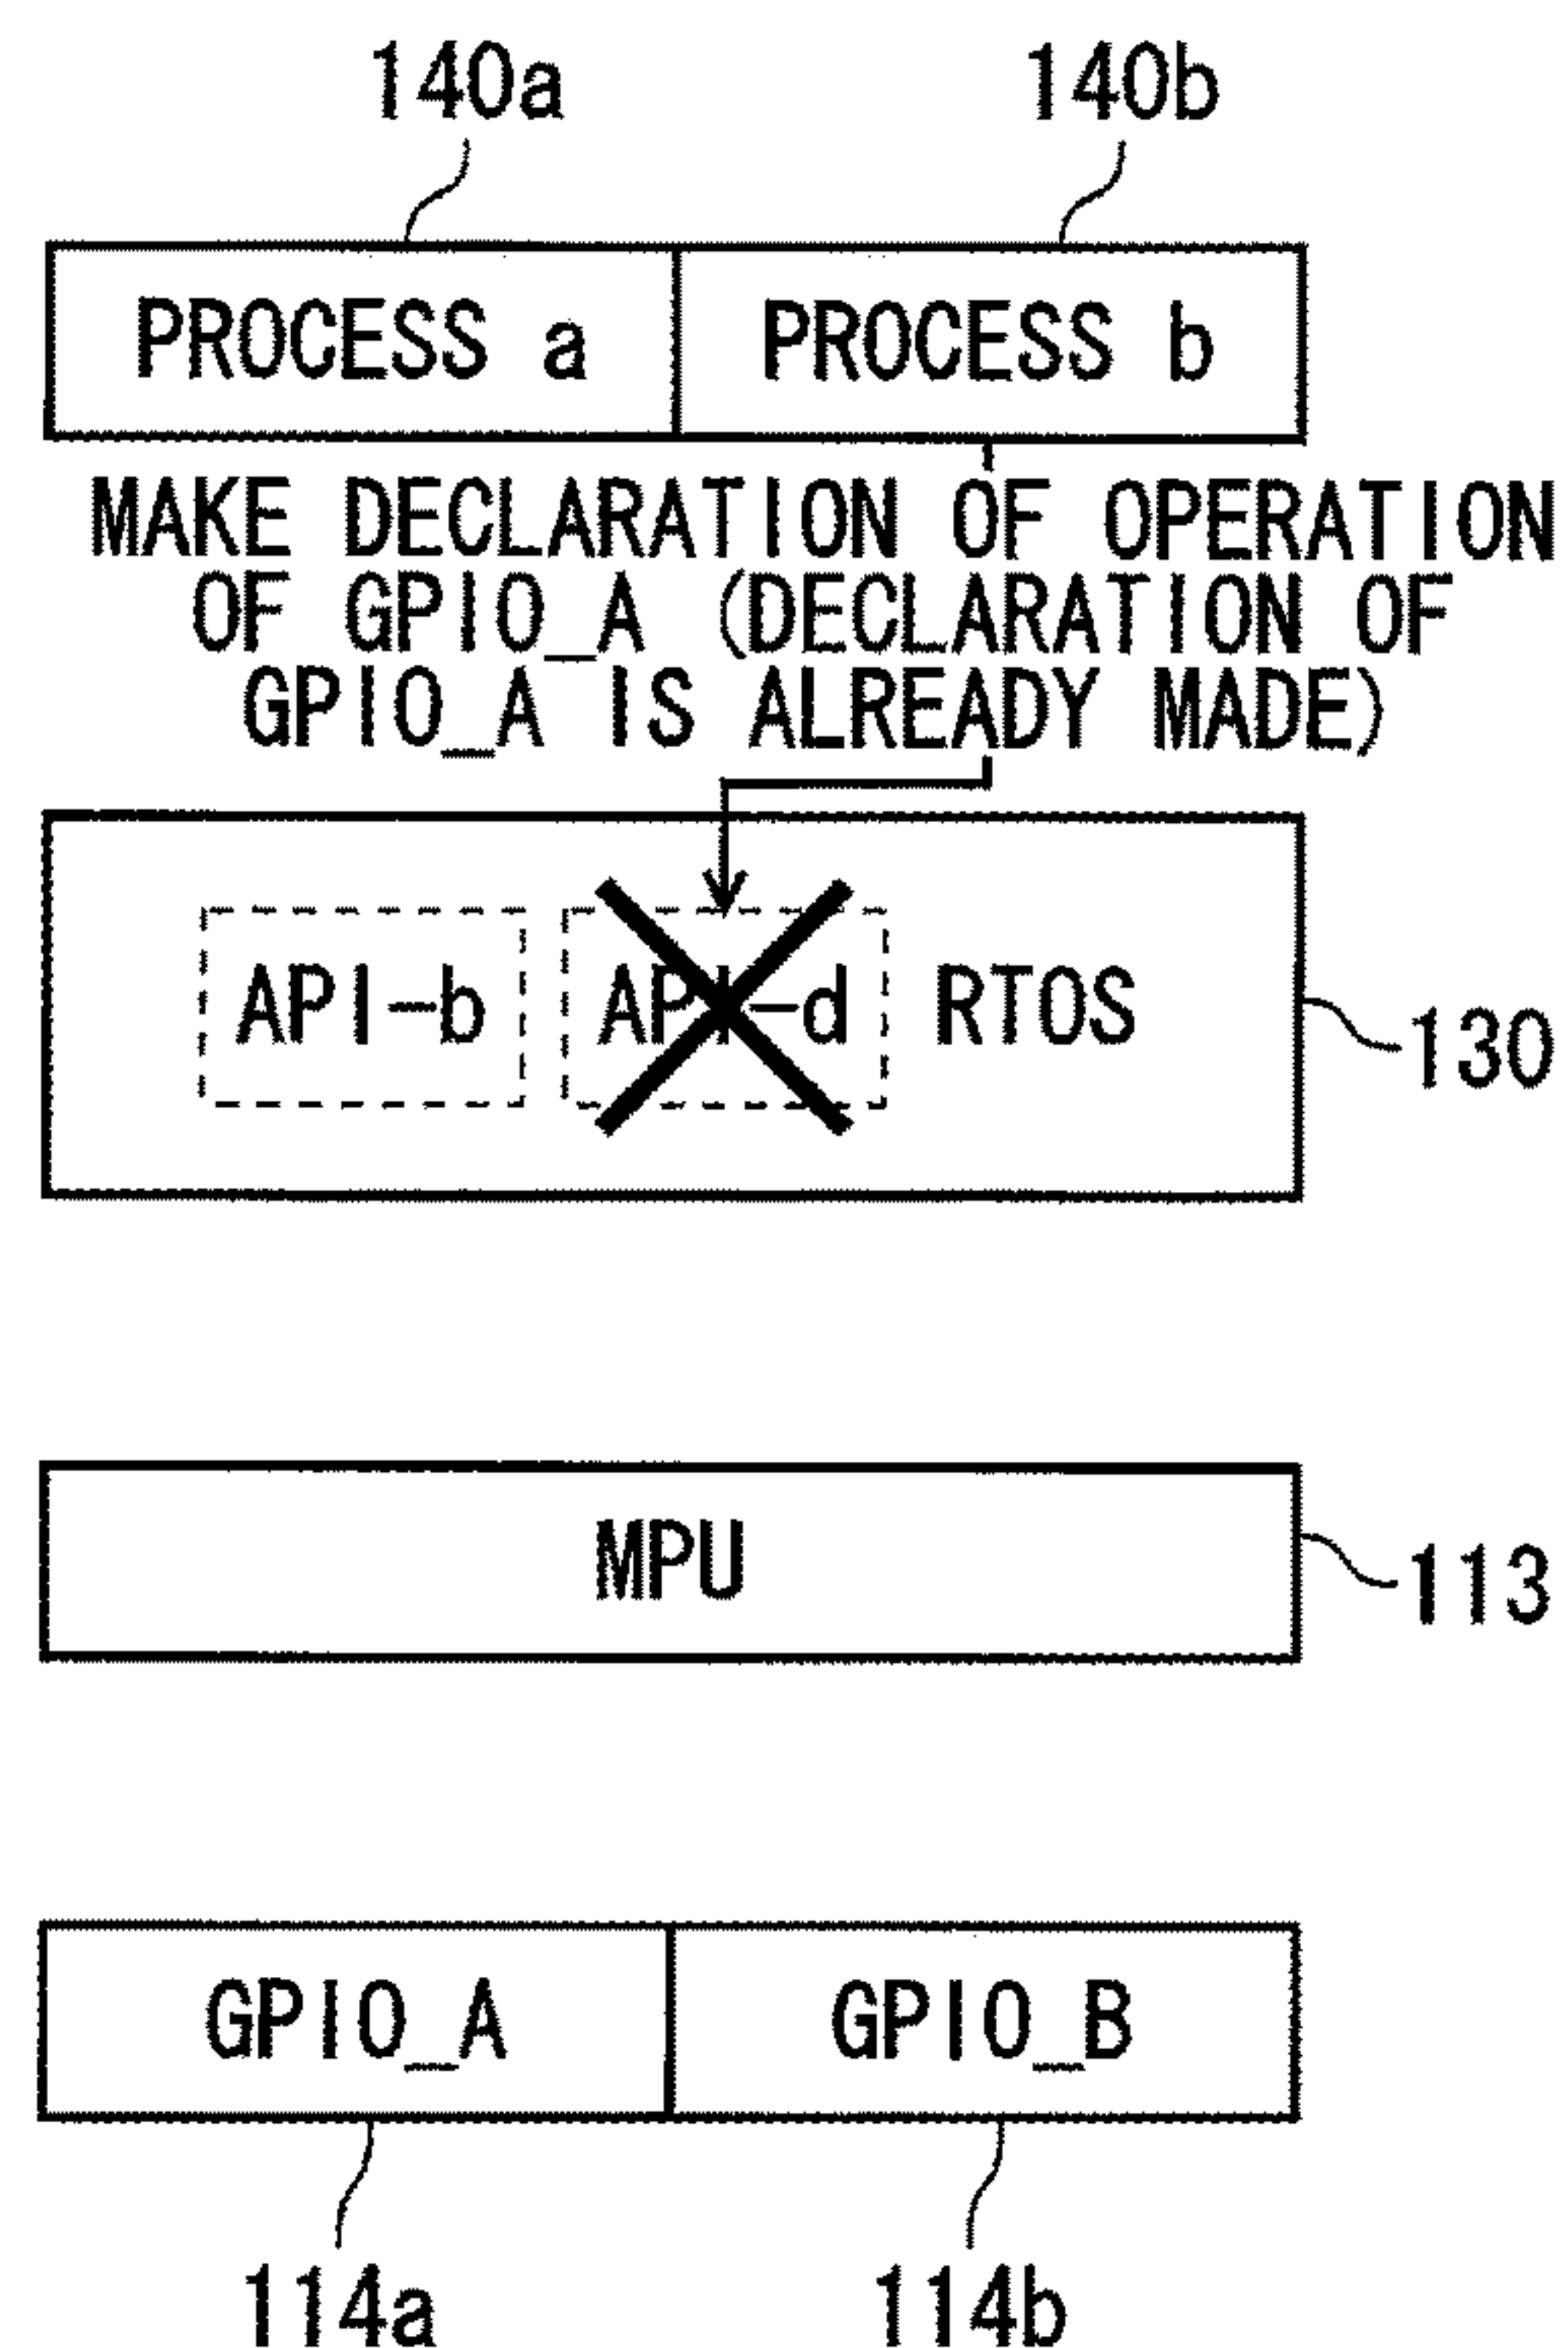 140a 140b
PROCESS a PROCESS b
MAKE DECLARATION OF OPERATION
OF GPIO_A (DECLARATION OF
GPIO_A IS ALREADY MADE)
API-b API-d RTOS
130
MPU
113
GPIO_A GPIO_B
114a 114b